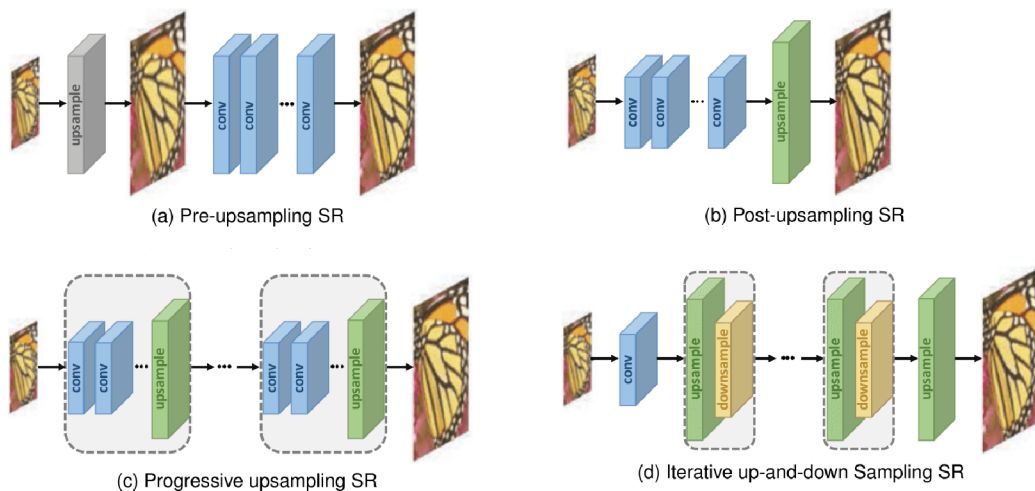 upsample
conv
conv
conv
(a) Pre-upsampling SR
conv
conv
conv
upsample
(b) Post-upsampling SR
conv
conv
upsample
conv
conv
upsample
(c) Progressive upsampling SR
conv
upsample
downsample
upsample
downsample
upsample
(d) Iterative up-and-down Sampling SR